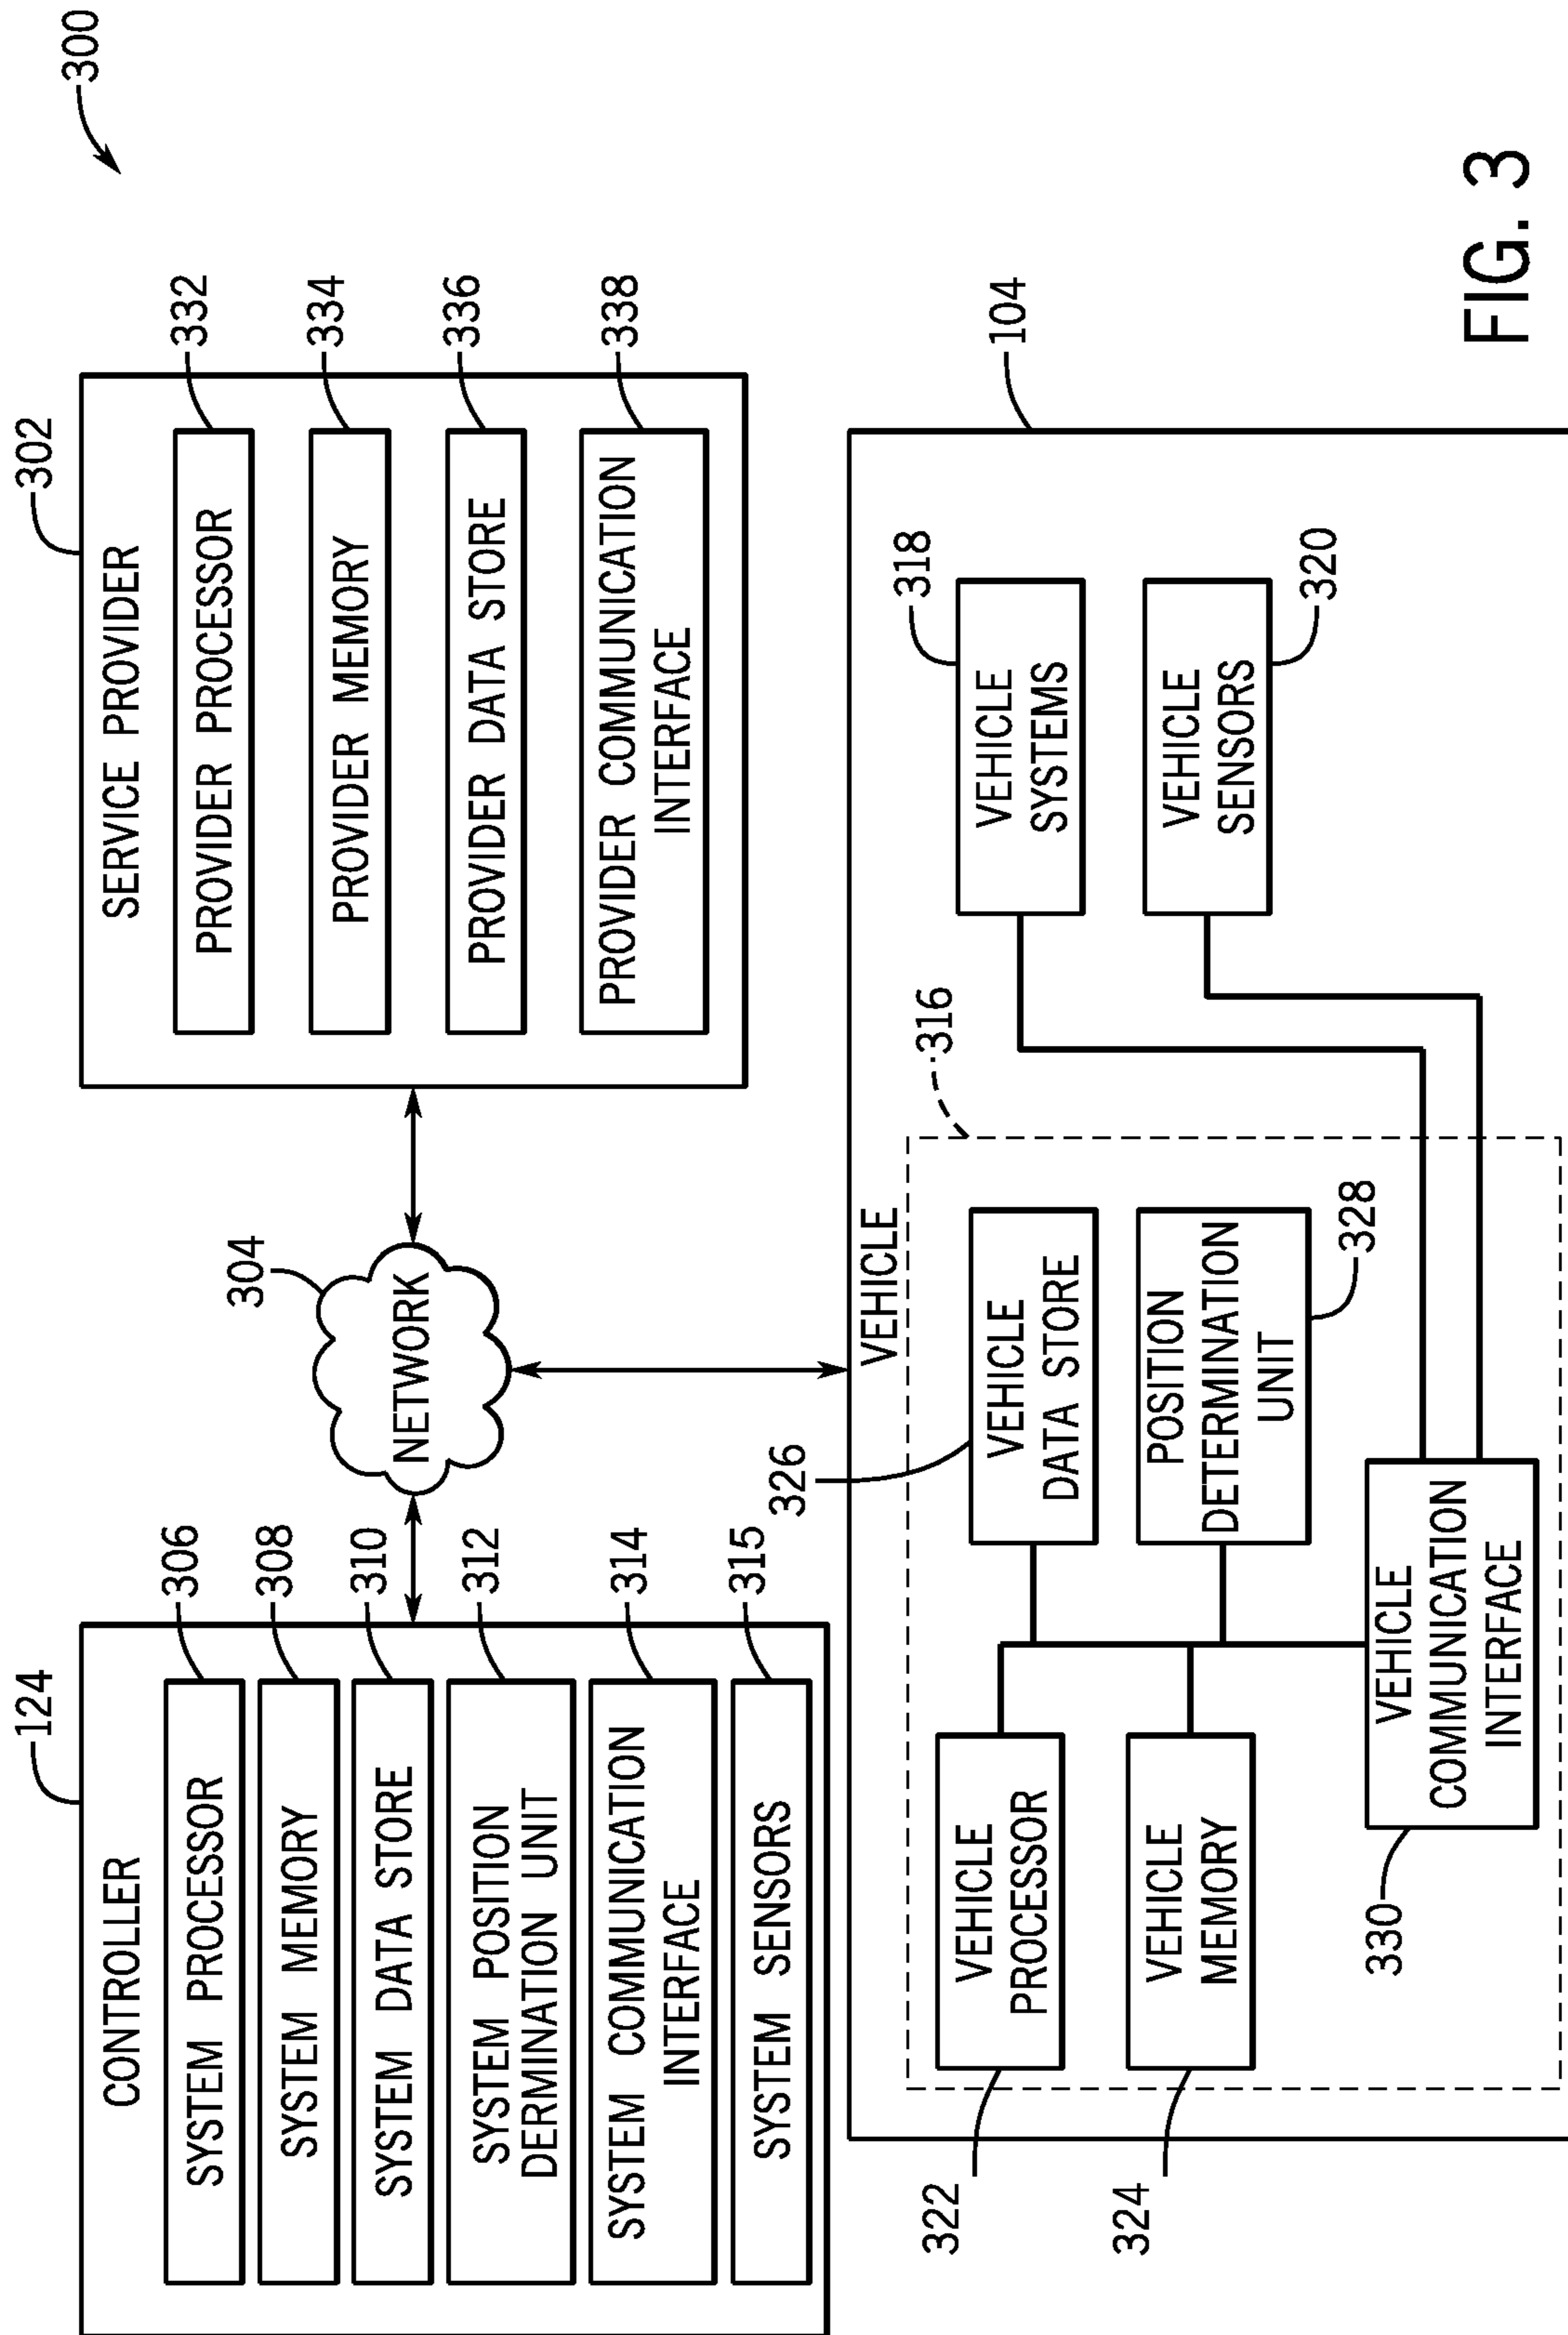 300
124
CONTROLLER
SYSTEM PROCESSOR
306
SYSTEM MEMORY
308
SYSTEM DATA STORE
310
SYSTEM POSITION
DERMINATION UNIT
312
SYSTEM COMMUNICATION
INTERFACE
314
SYSTEM SENSORS
315
304
NETWORK
302
SERVICE PROVIDER
PROVIDER PROCESSOR
332
PROVIDER MEMORY
334
PROVIDER DATA STORE
336
PROVIDER COMMUNICATION
INTERFACE
338
VEHICLE
104
316
322
VEHICLE
PROCESSOR
324
VEHICLE
MEMORY
326
VEHICLE
DATA STORE
POSITION
DETERMINATION
UNIT
328
330
VEHICLE
COMMUNICATION
INTERFACE
VEHICLE
SYSTEMS
318
VEHICLE
SENSORS
320
FIG. 3